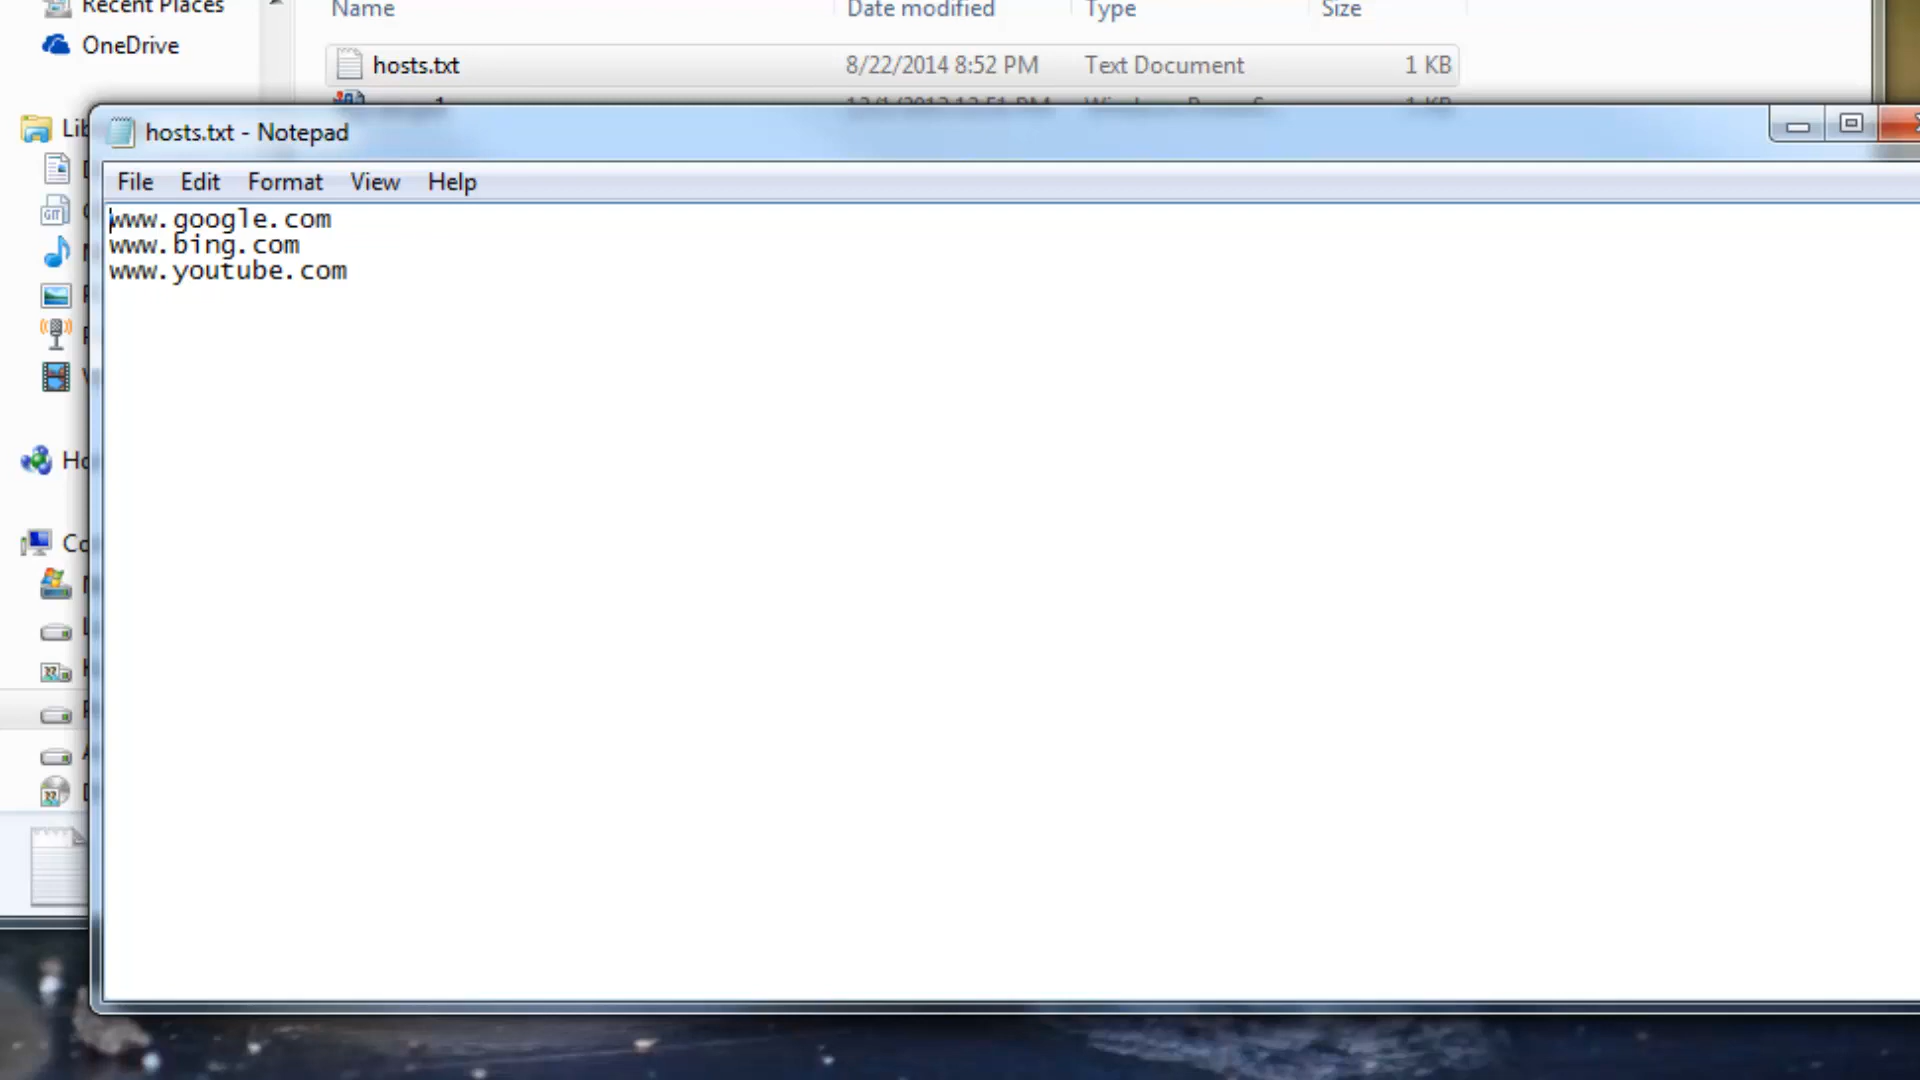 Recent Places
Name Date modified Type Size
OneDrive
hosts.txt 8/22/2014 8:52 PM Text Document 1 KB
hosts.txt - Notepad
File Edit Format View Help
www.google.com
www.bing.com
www.youtube.com